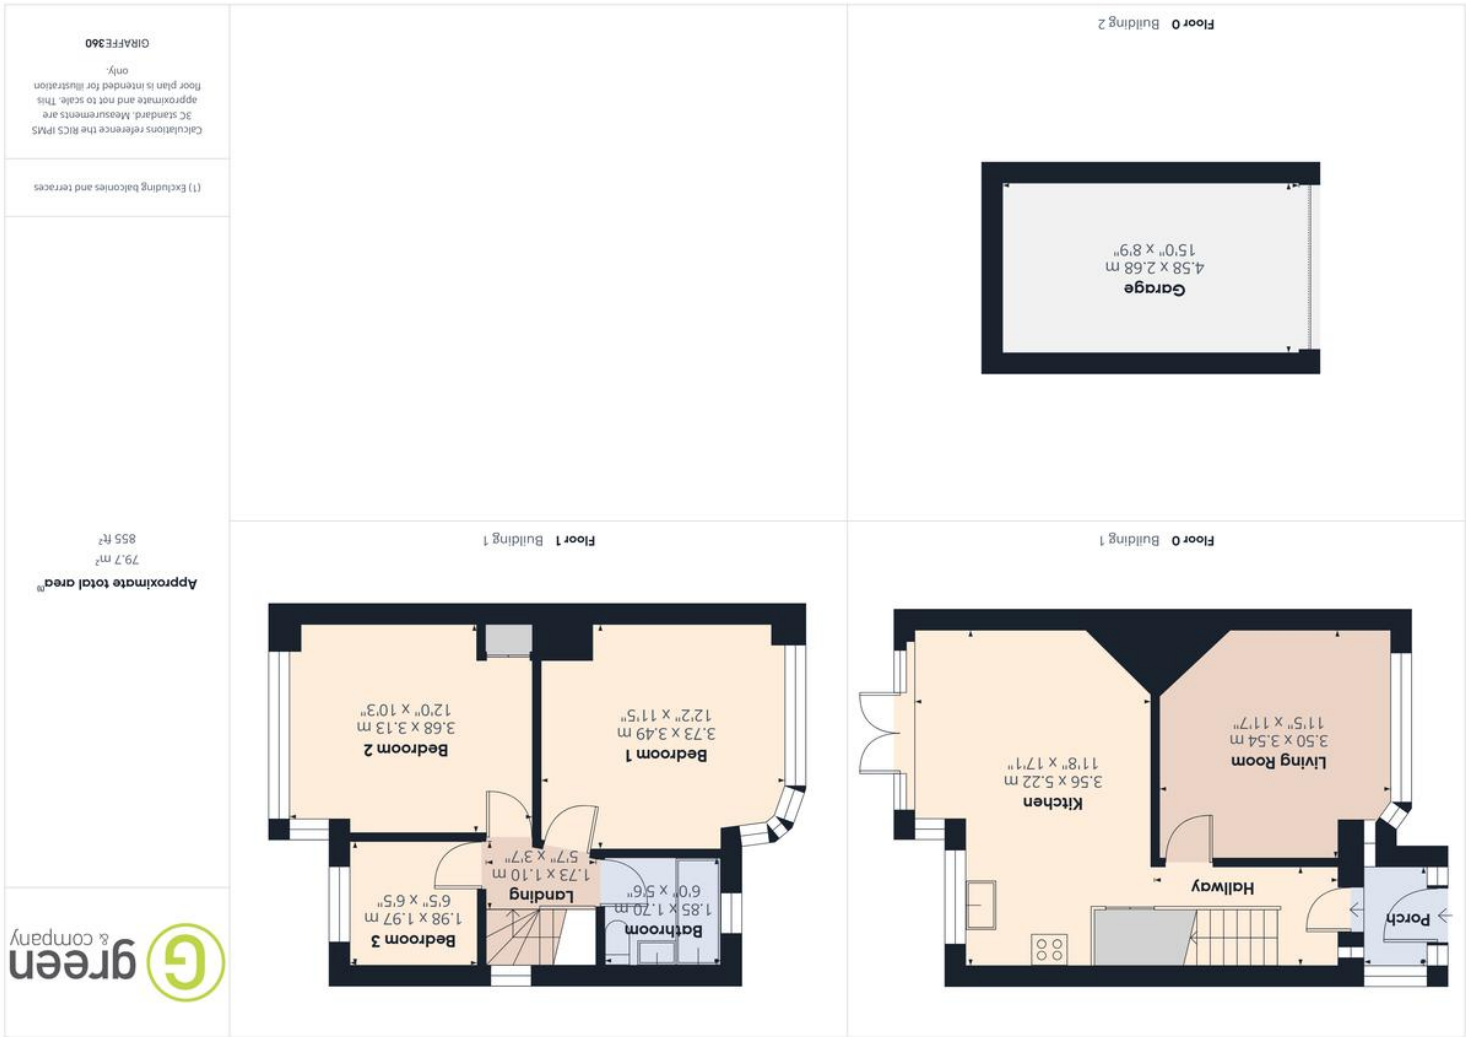 Porch
Hallway
Living Room
3.50 x 3.54 m
11'5" x 11'7"
Kitchen
3.56 x 5.22 m
11'8" x 17'1"
Floor 0 Building 1
Bathroom
1.85 x 1.70 m
6'0" x 5'6"
Landing
1.73 x 1.10 m
5'7" x 3'7"
Bedroom 3
1.98 x 1.97 m
6'5" x 6'5"
Bedroom 1
3.73 x 3.49 m
12'2" x 11'5"
Bedroom 2
3.68 x 3.13 m
12'0" x 10'3"
Floor 1 Building 1
Garage
4.58 x 2.68 m
15'0" x 8'9"
Floor 0 Building 2
G green
& company
Approximate total area⁽¹⁾
79.7 m²
855 ft²
(1) Excluding balconies and terraces
Calculations reference the RICS IPMS
3C standard. Measurements are
approximate and not to scale. This
floor plan is intended for illustration
only.
GIRAFFE360